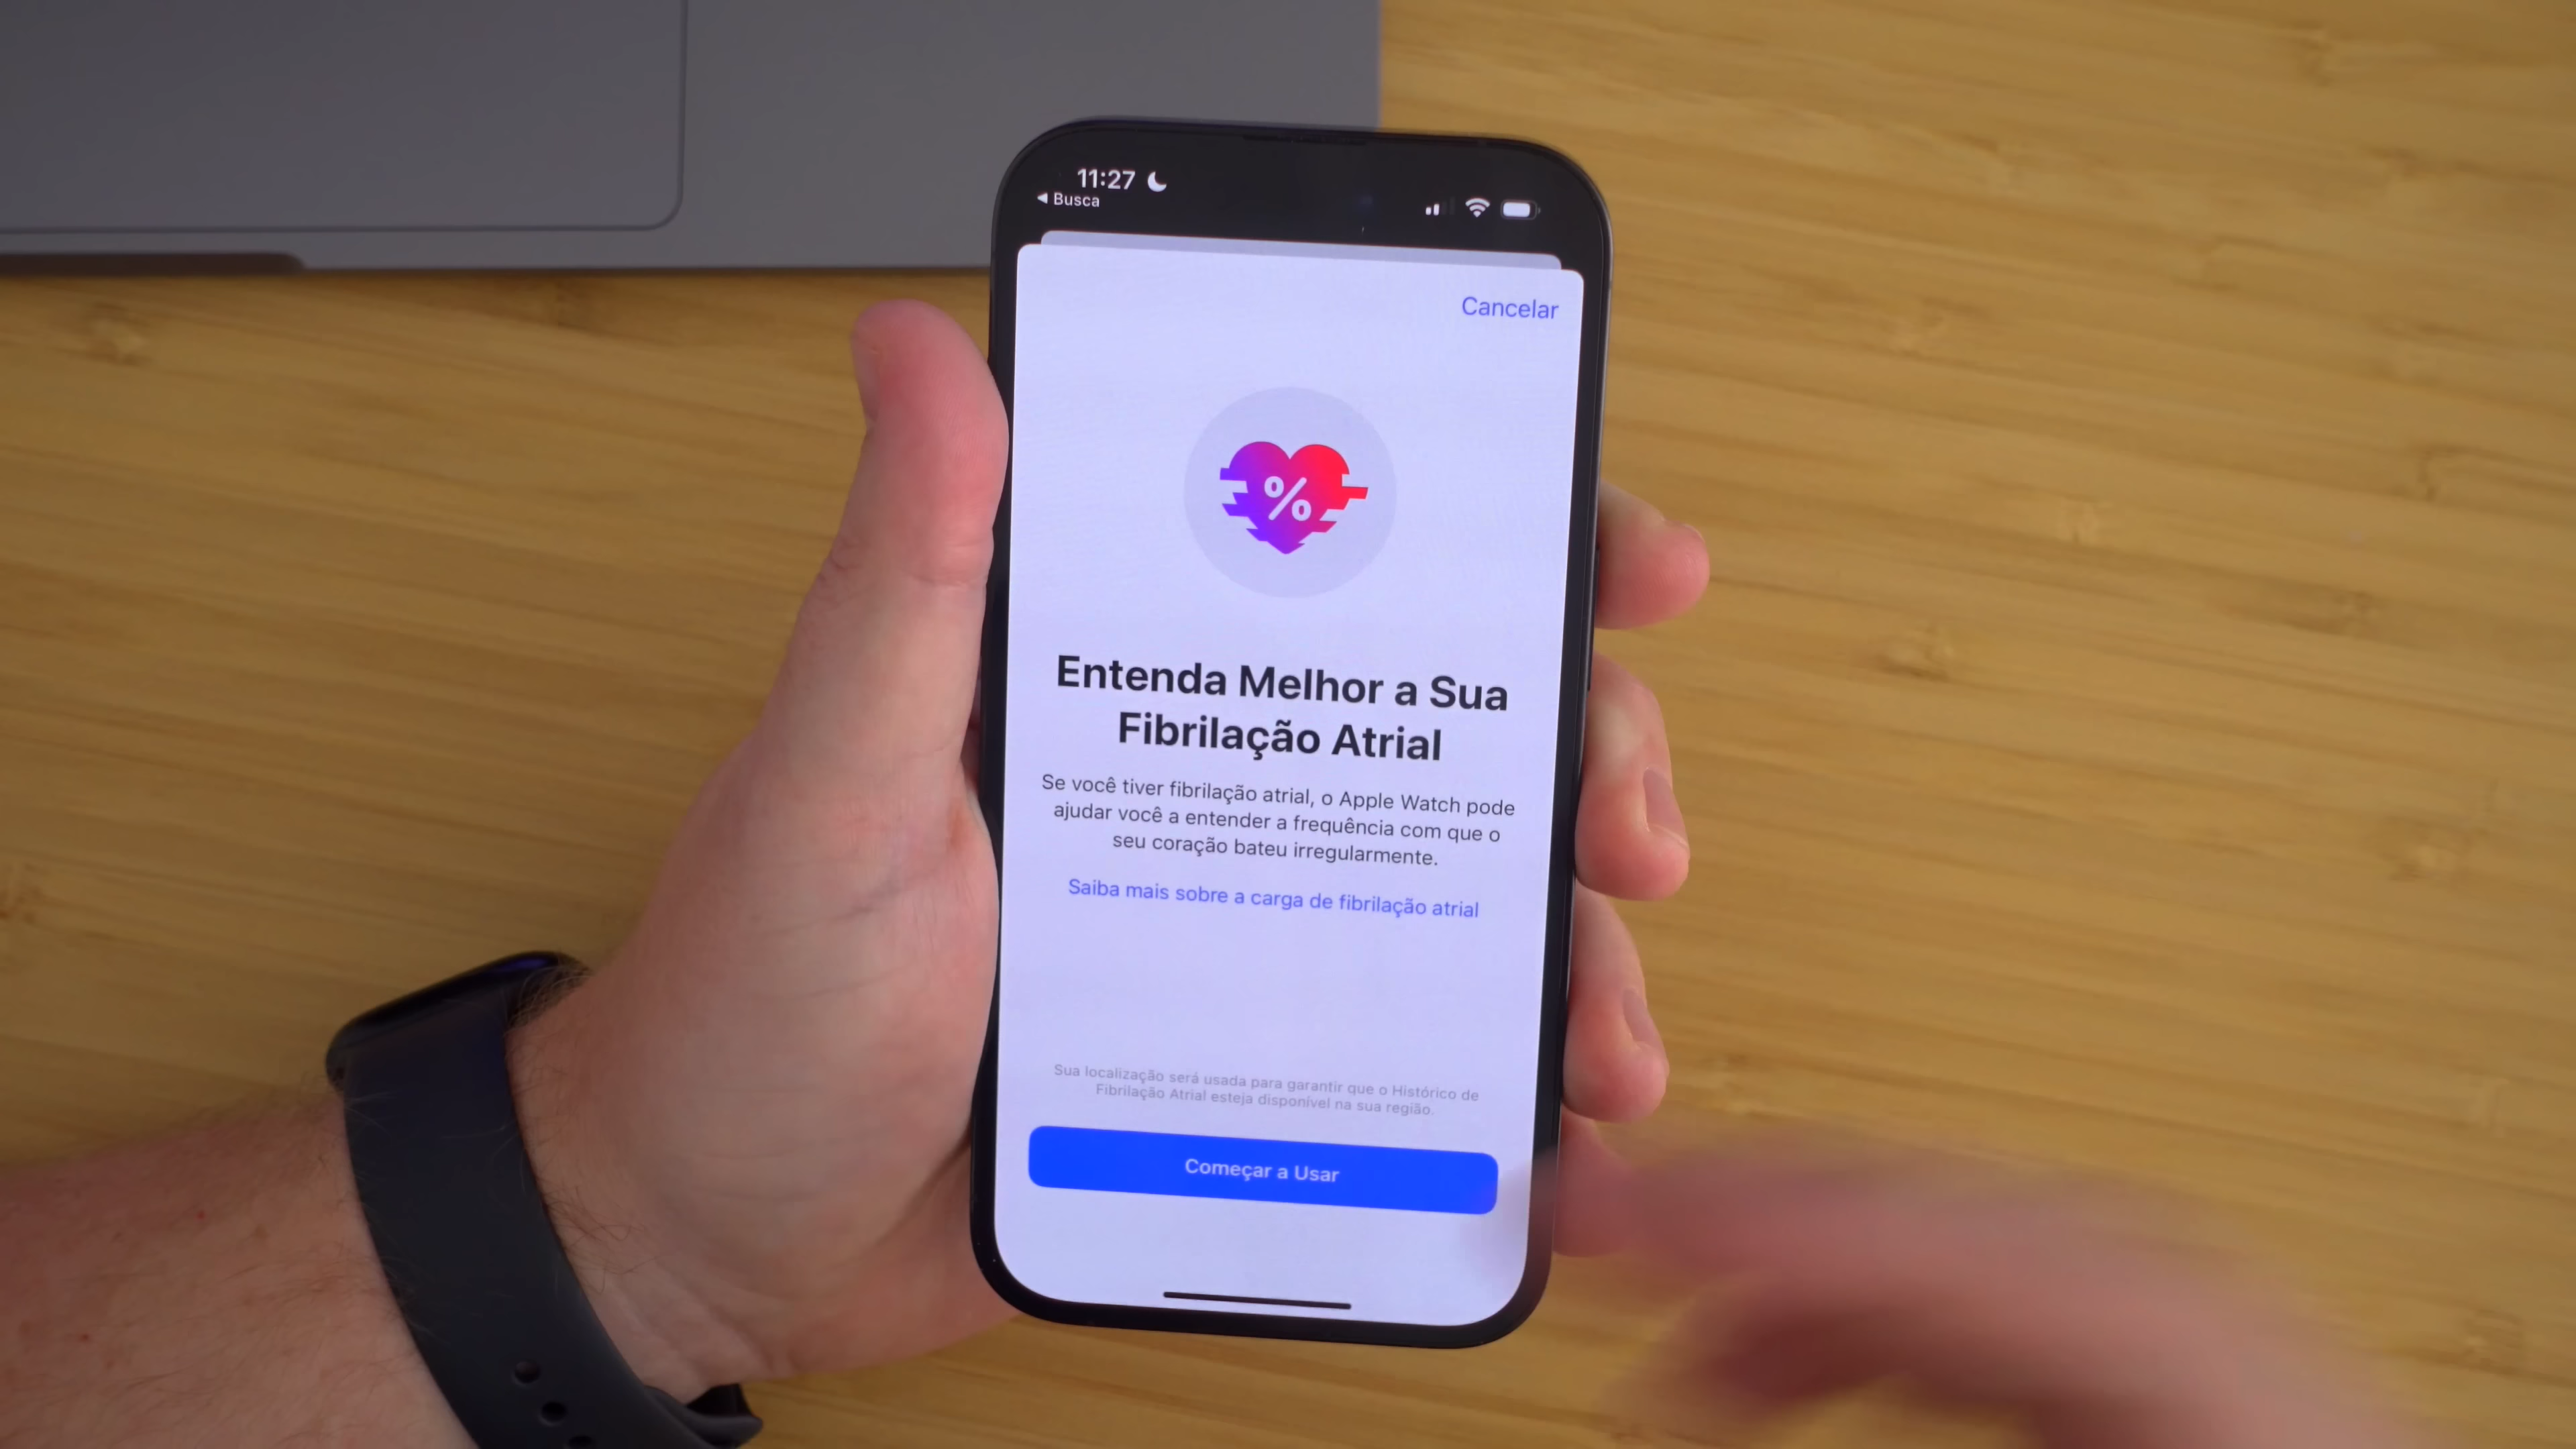 11:27
◀ Busca
Cancelar
%
Entenda Melhor a Sua
Fibrilação Atrial
Se você tiver fibrilação atrial, o Apple Watch pode
ajudar você a entender a frequência com que o
seu coração bateu irregularmente.
Saiba mais sobre a carga de fibrilação atrial
Sua localização será usada para garantir que o Histórico de
Fibrilação Atrial esteja disponível na sua região.
Começar a Usar